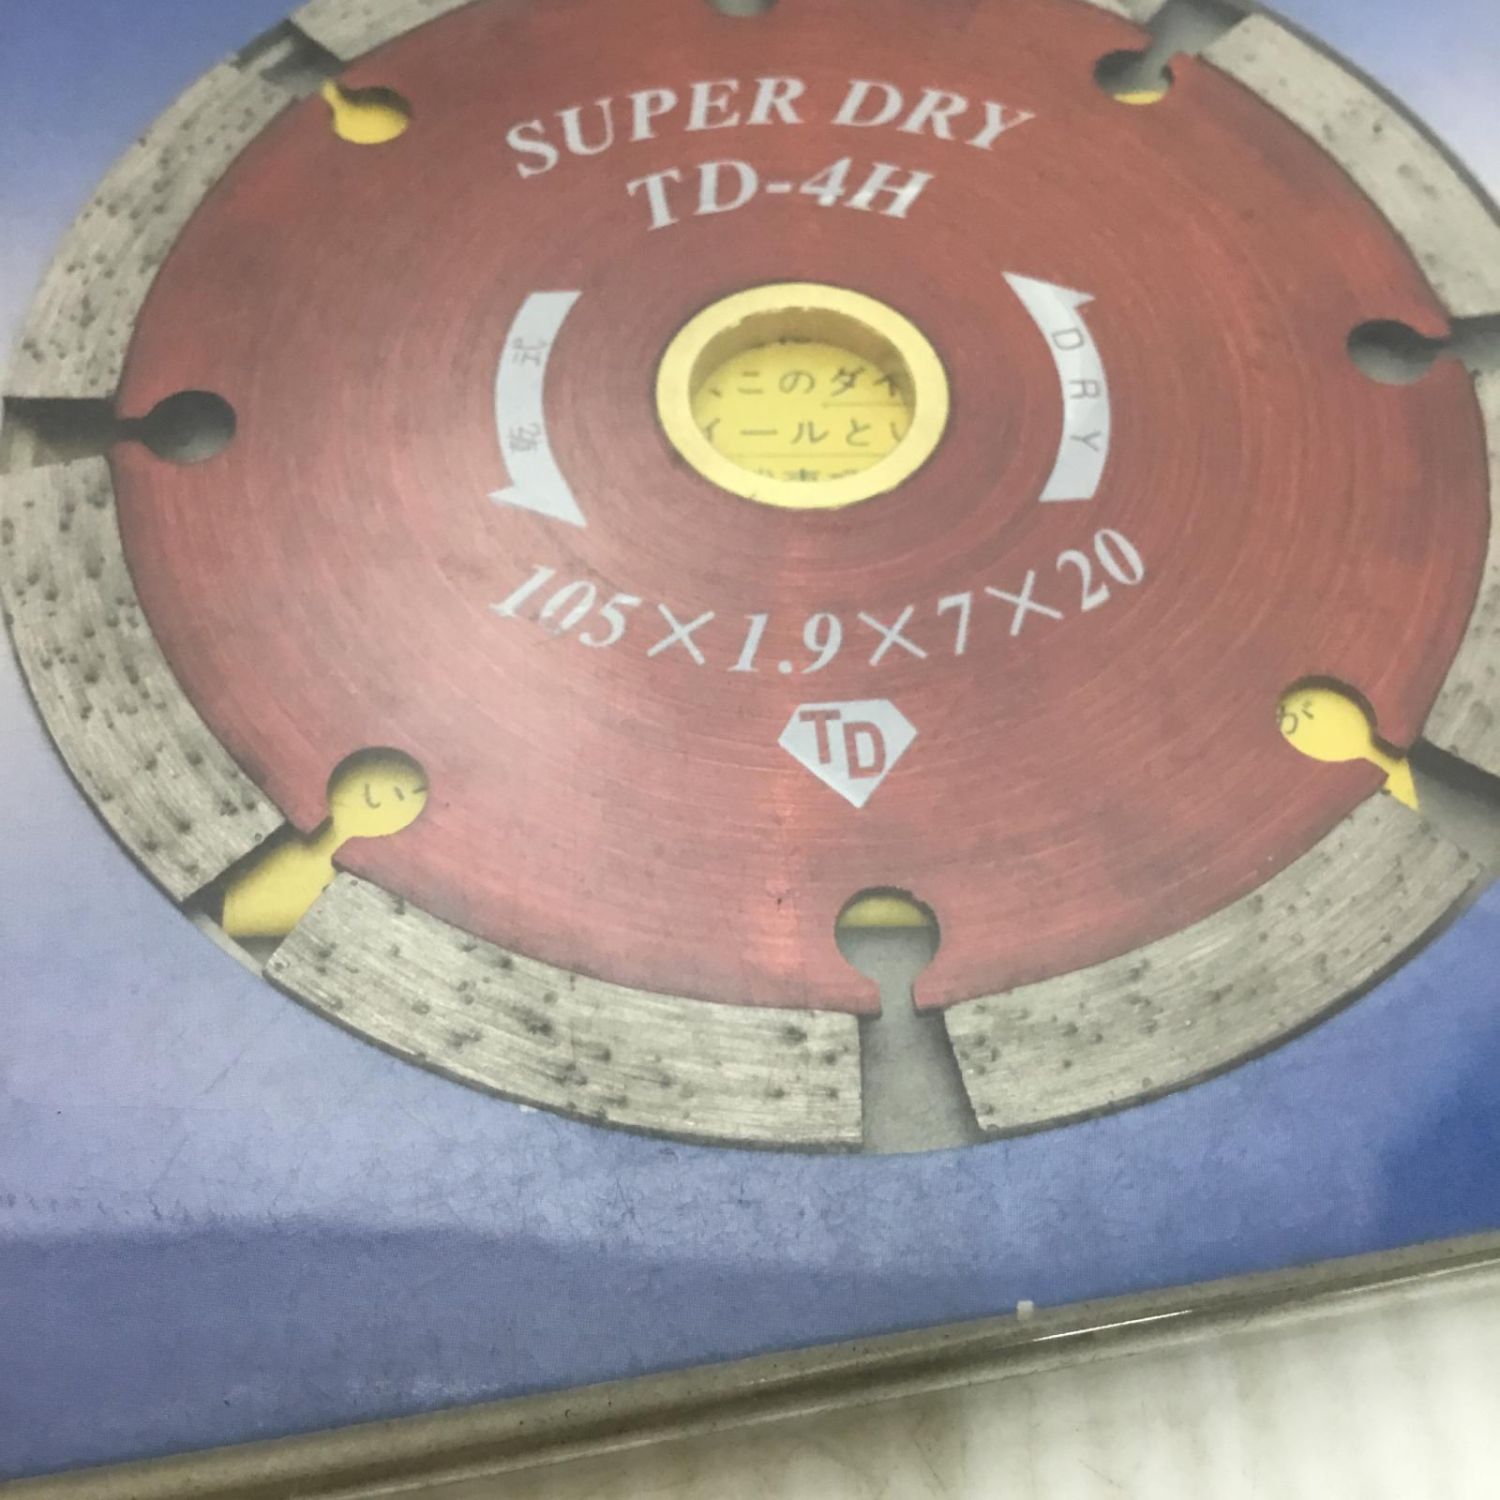 SUPER DRY
TD-4H
乾式
DRY
このダイ
ールと
105×1.9×7×20
TD
い
が